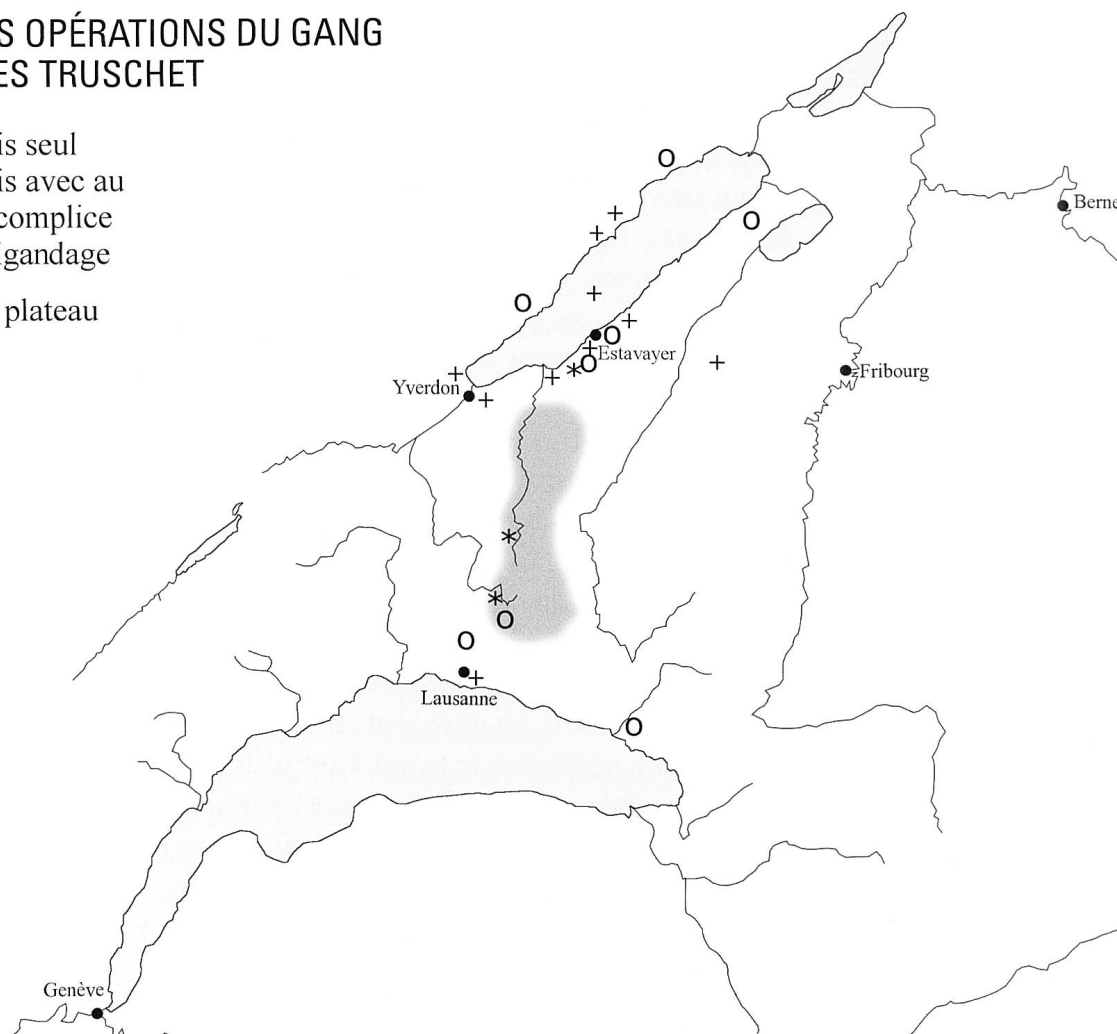 S OPÉRATIONS DU GANG
ES TRUSCHET
is seul
is avec au
complice
igandage
plateau
Berne
Estavayer
Fribourg
Yverdon
Lausanne
Genève